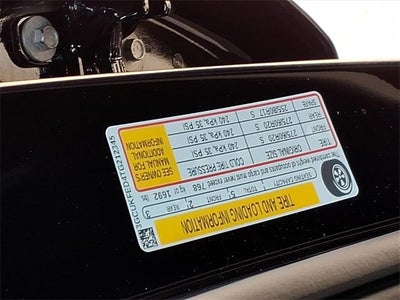 TIRE AND LOADING INFORMATION
SEATING CAPACITY TOTAL 5 FRONT 2 REAR 3
The combined weight of occupants and cargo must never exceed 768 kg or 1692
TIRE ORIGINAL SIZE COLD TIRE PRESSURE
FRONT 275/60R20 S 240 kPa, 35 PSI
REAR 275/60R20 S 240 kPa, 35 PSI
SPARE 255/80R17 S 240 kPa, 35 PSI
SEE OWNER'S
MANUAL FOR
ADDITIONAL
INFORMATION